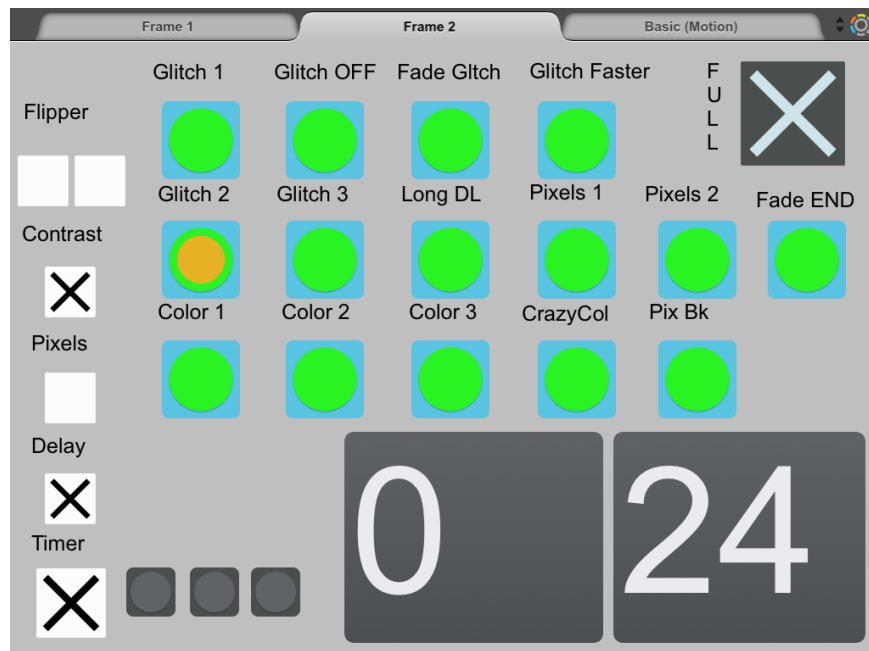 Frame 1
Frame 2
Basic (Motion)
Glitch 1
Glitch OFF
Fade Gltch
Glitch Faster
F
U
L
L
Flipper
Glitch 2
Glitch 3
Long DL
Pixels 1
Pixels 2
Fade END
Contrast
Color 1
Color 2
Color 3
CrazyCol
Pix Bk
Pixels
Delay
Timer
0
24